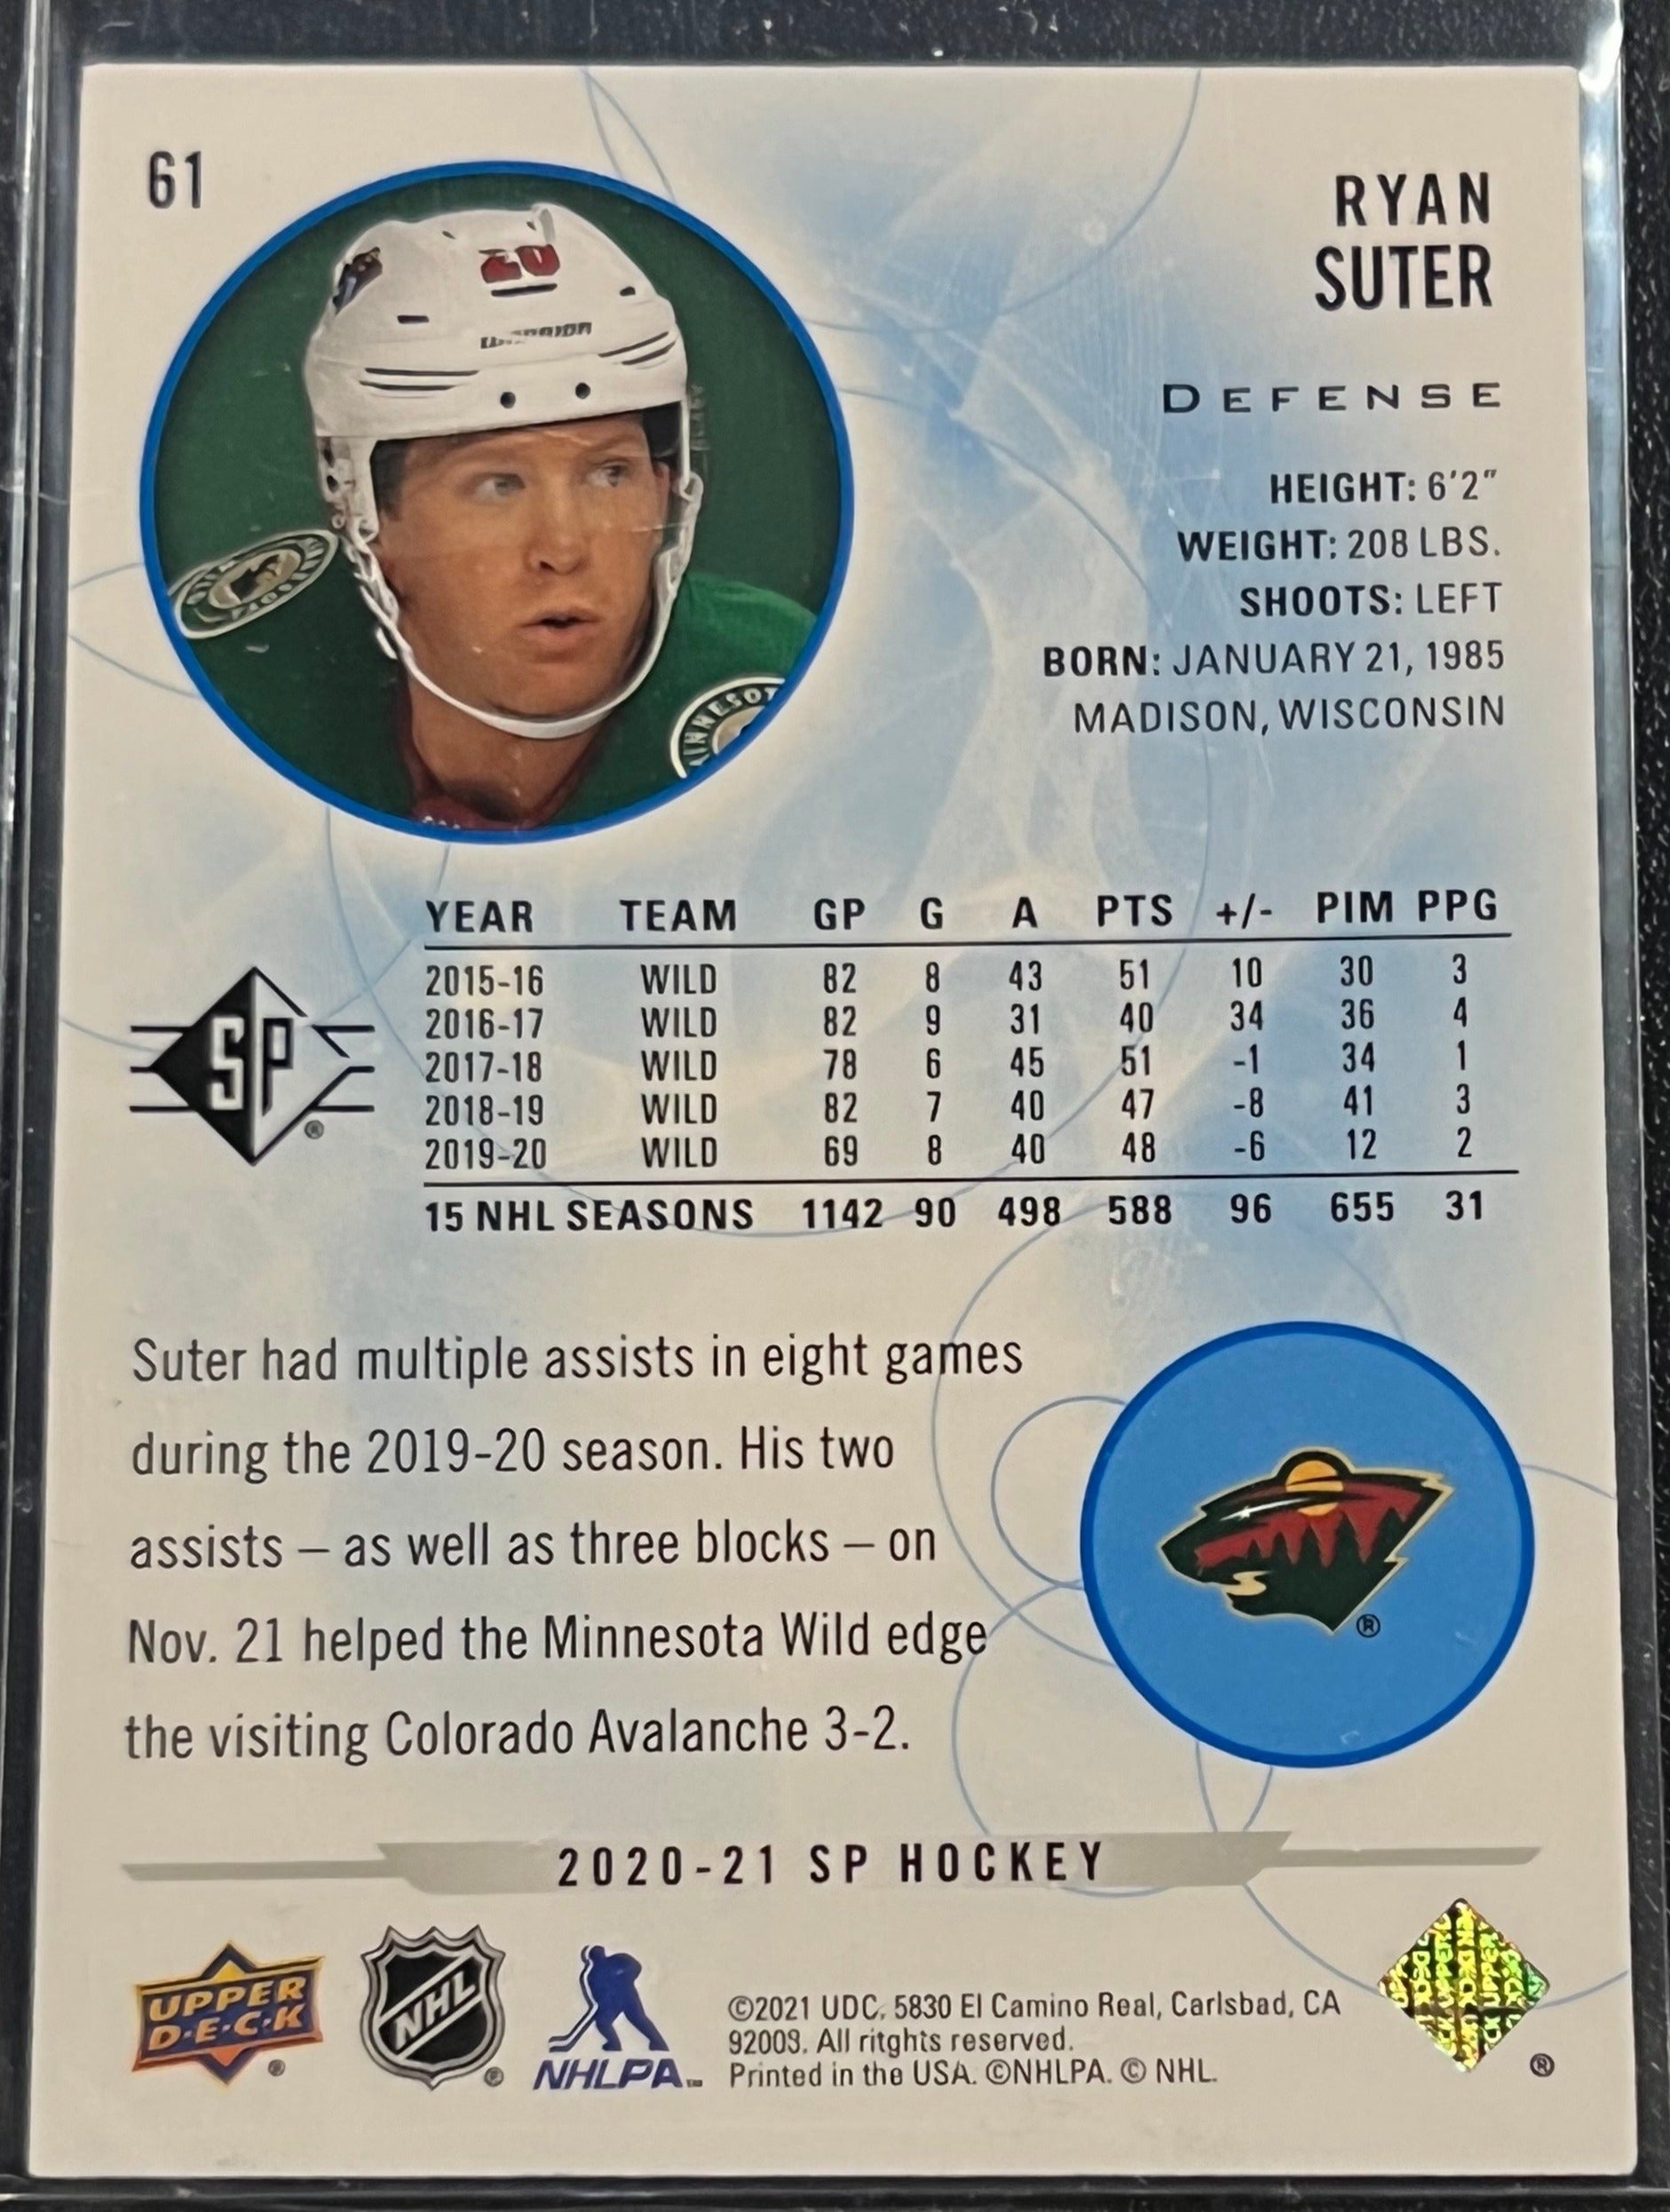 61
RYAN
SUTER
DEFENSE
HEIGHT: 6'2"
WEIGHT: 208 LBS.
SHOOTS: LEFT
BORN: JANUARY 21, 1985
MADISON, WISCONSIN
20
WARRIOR
MINNESOT
YEAR TEAM GP G A PTS +/- PIM PPG
2015-16 WILD 82 8 43 51 10 30 3
2016-17 WILD 82 9 31 40 34 36 4
2017-18 WILD 78 6 45 51 -1 34 1
2018-19 WILD 82 7 40 47 -8 41 3
2019-20 WILD 69 8 40 48 -6 12 2
15 NHL SEASONS 1142 90 498 588 96 655 31
SP®
Suter had multiple assists in eight games
during the 2019-20 season. His two
assists – as well as three blocks – on
Nov. 21 helped the Minnesota Wild edge
the visiting Colorado Avalanche 3-2.
®
2020-21 SP HOCKEY
UPPER
D·E·C·K
®
NHL
®
NHLPA™
©2021 UDC, 5830 El Camino Real, Carlsbad, CA
92008. All ritghts reserved.
Printed in the USA. ©NHLPA. © NHL.
®